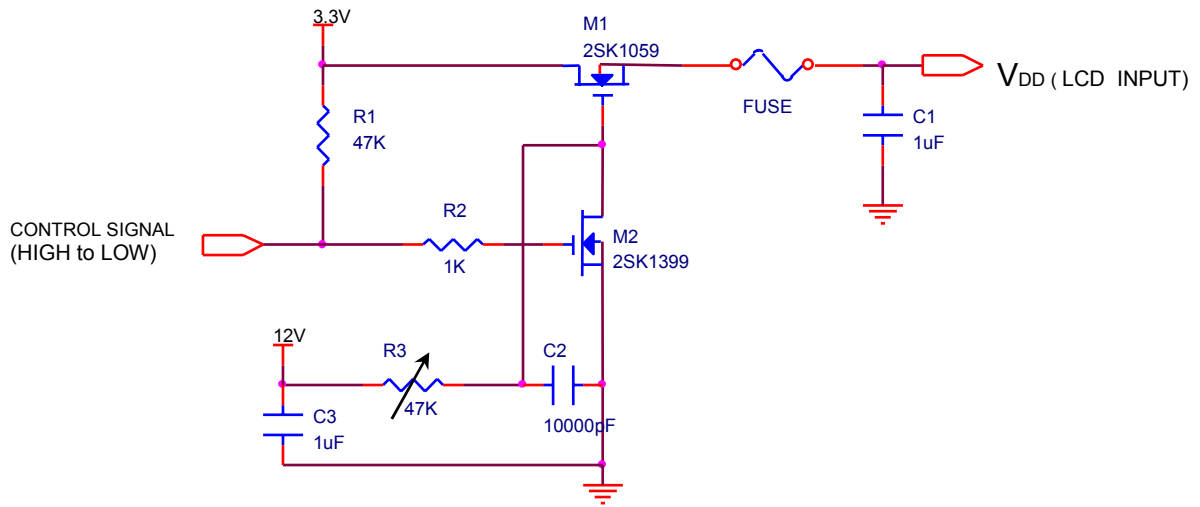 3.3V
M1
2SK1059
FUSE
VDD ( LCD INPUT)
R1
47K
C1
1uF
CONTROL SIGNAL
(HIGH to LOW)
R2
1K
M2
2SK1399
12V
R3
47K
C2
10000pF
C3
1uF